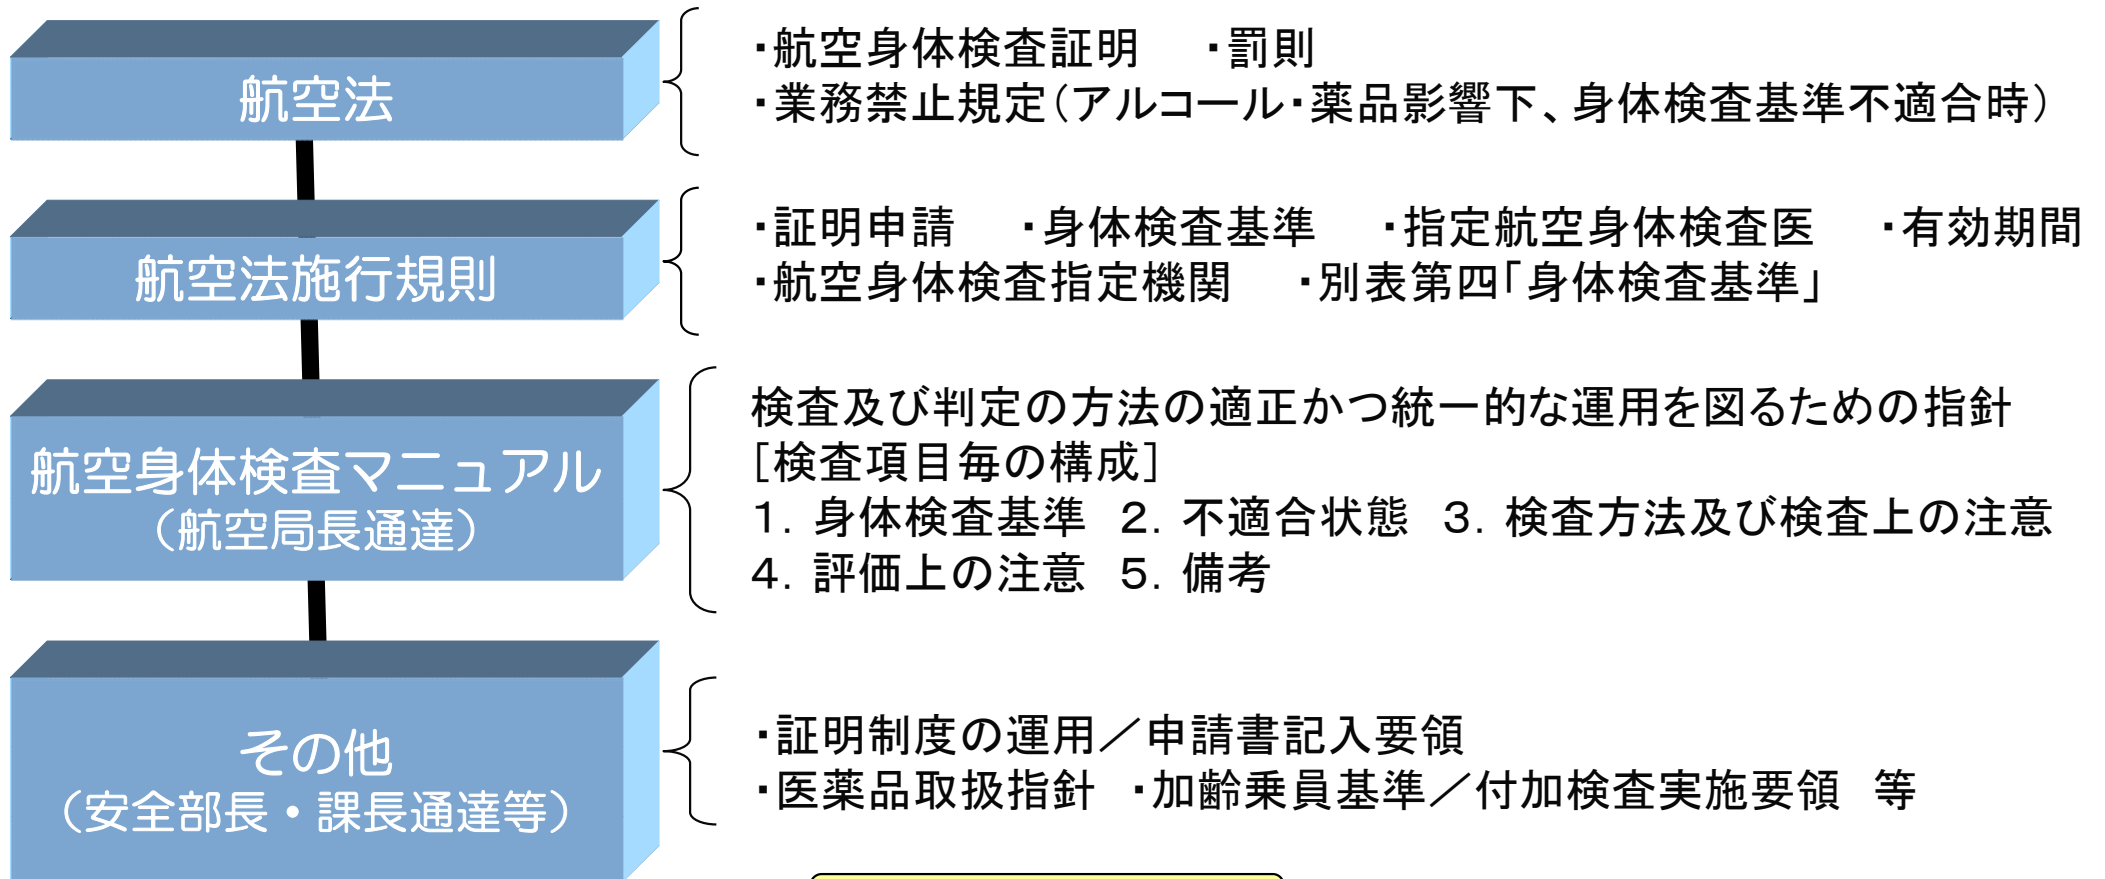 航空法
・航空身体検査証明　・罰則
・業務禁止規定（アルコール・薬品影響下、身体検査基準不適合時）
航空法施行規則
・証明申請　・身体検査基準　・指定航空身体検査医　・有効期間
・航空身体検査指定機関　・別表第四「身体検査基準」
航空身体検査マニュアル
（航空局長通達）
検査及び判定の方法の適正かつ統一的な運用を図るための指針
［検査項目毎の構成］
１．身体検査基準　２．不適合状態　３．検査方法及び検査上の注意
４．評価上の注意　５．備考
その他
（安全部長・課長通達等）
・証明制度の運用／申請書記入要領
・医薬品取扱指針　・加齢乗員基準／付加検査実施要領　等